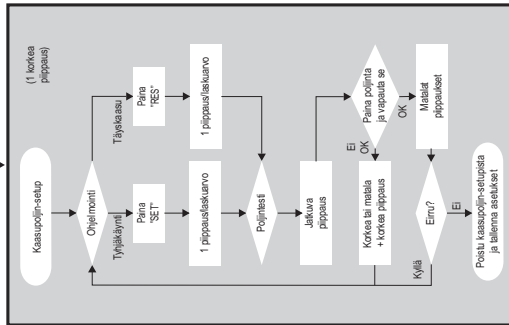 (1 korkea
piippaus)
Kaasupoljin-setup
Ohjelmointi
Tyhjäkäynti
Täyskaasu
Paina
"SET"
Paina
"RES"
1 piippaus/laskuarvo
1 piippaus/laskuarvo
Poljintesti
Jatkuva
piippaus
Paina poljinta
ja vapauta se
Ei
OK
OK
Korkea tai matala
+ korkea piippaus
Matalat
piippaukset
Eirru?
Kyllä
Ei
Poistu kaasupoljin-setupista
ja tallenna asetukset